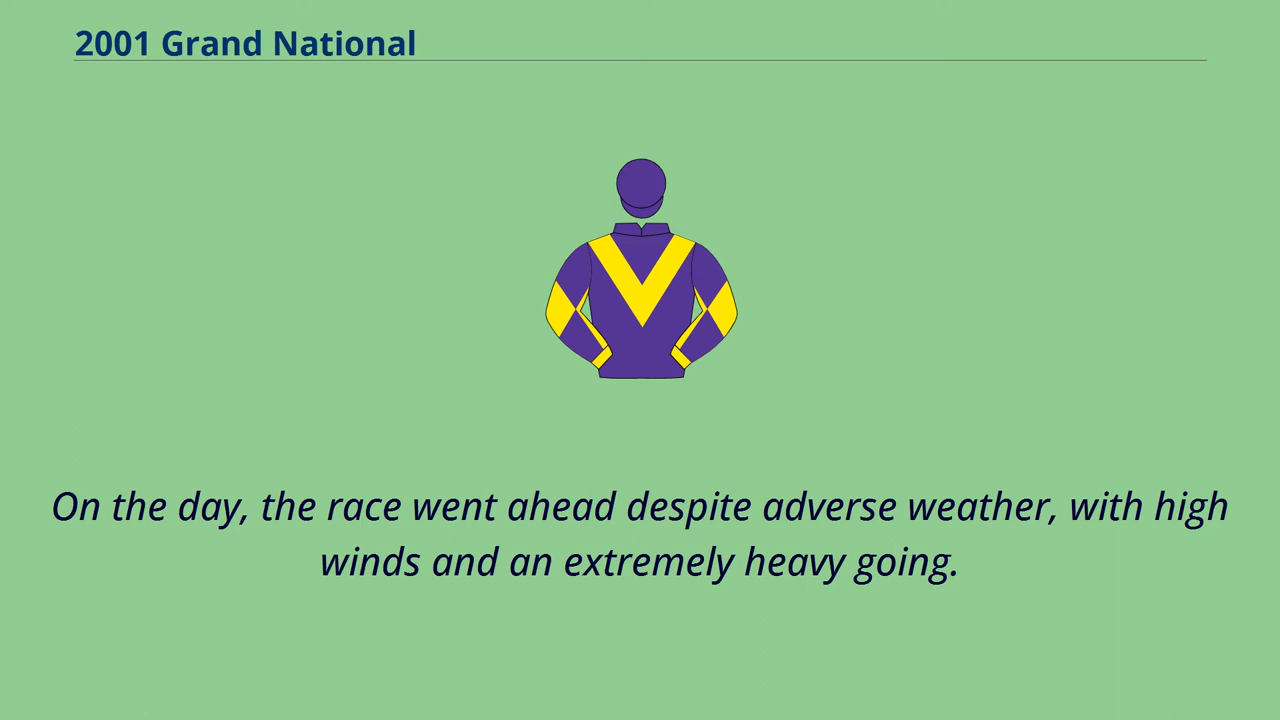 2001 Grand National
On the day, the race went ahead despite adverse weather, with high
winds and an extremely heavy going.